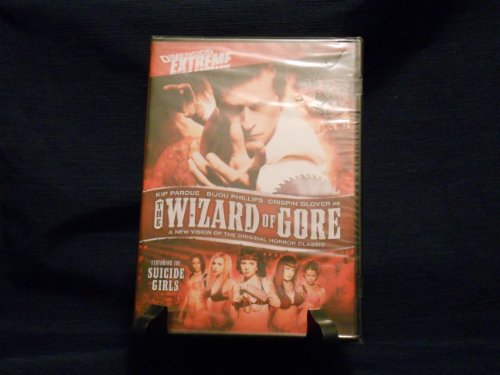 DIMENSION
EXTREME
KIP PARDUE BIJOU PHILLIPS CRISPIN GLOVER AS
THE WIZARD OF GORE
A NEW VISION OF THE ORIGINAL HORROR CLASSIC
FEATURING THE
SUICIDE
GIRLS